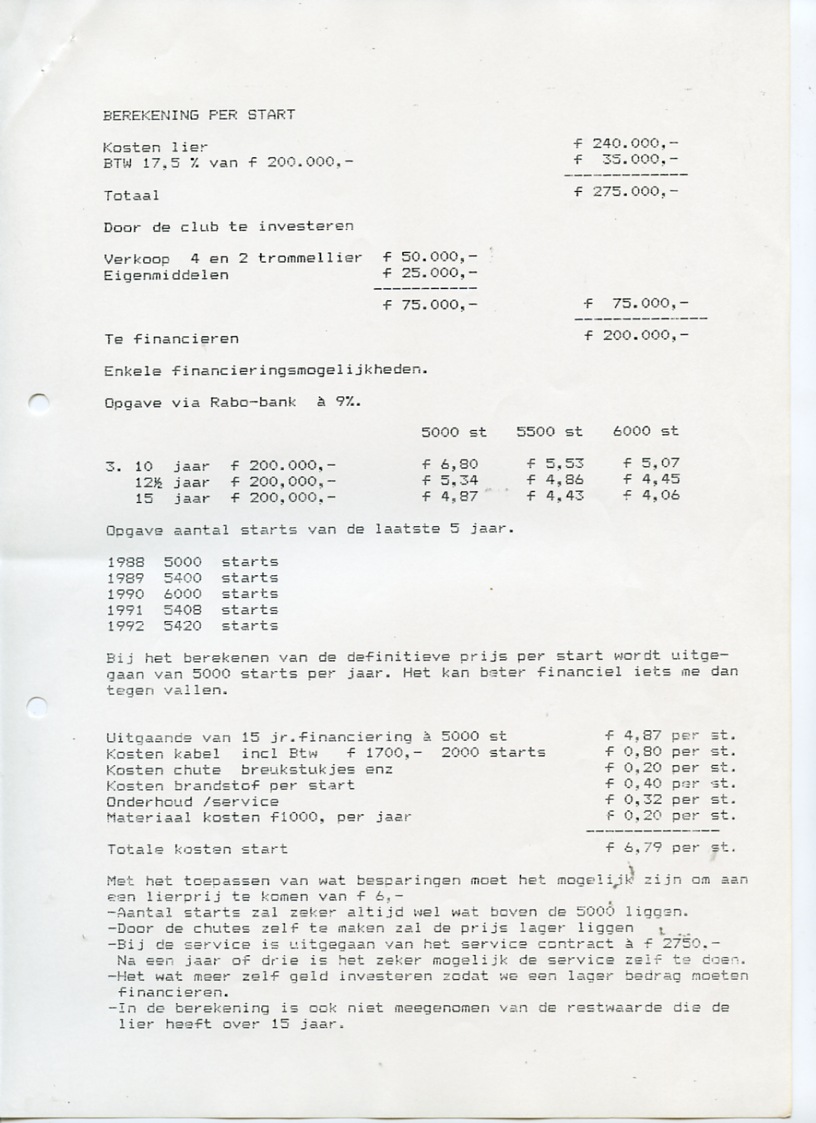 BEREKENING PER START
Kosten lier f 240.000,-
BTW 17,5 % van f 200.000,- f 35.000,-
-------------
Totaal f 275.000,-
Door de club te investeren
Verkoop 4 en 2 trommellier f 50.000,-
Eigenmiddelen f 25.000,-
-----------
f 75.000,- f 75.000,-
-------------
Te financieren f 200.000,-
Enkele financieringsmogelijkheden.
Opgave via Rabo-bank à 9%.
5000 st 5500 st 6000 st
3. 10 jaar f 200.000,- f 6,80 f 5,53 f 5,07
12½ jaar f 200,000,- f 5,34 f 4,86 f 4,45
15 jaar f 200,000,- f 4,87 f 4,43 f 4,06
Opgave aantal starts van de laatste 5 jaar.
1988 5000 starts
1989 5400 starts
1990 6000 starts
1991 5408 starts
1992 5420 starts
Bij het berekenen van de definitieve prijs per start wordt uitge-
gaan van 5000 starts per jaar. Het kan beter financiel iets me dan
tegen vallen.
Uitgaande van 15 jr.financiering à 5000 st f 4,87 per st.
Kosten kabel incl Btw f 1700,- 2000 starts f 0,80 per st.
Kosten chute breukstukjes enz f 0,20 per st.
Kosten brandstof per start f 0,40 per st.
Onderhoud /service f 0,32 per st.
Materiaal kosten f1000, per jaar f 0,20 per st.
--------------
Totale kosten start f 6,79 per st.
Met het toepassen van wat besparingen moet het mogelijk zijn om aan
een lierprij te komen van f 6,-
-Aantal starts zal zeker altijd wel wat boven de 5000 liggen.
-Door de chutes zelf te maken zal de prijs lager liggen
-Bij de service is uitgegaan van het service contract à f 2750.-
Na een jaar of drie is het zeker mogelijk de service zelf te doen.
-Het wat meer zelf geld investeren zodat we een lager bedrag moeten
financieren.
-In de berekening is ook niet meegenomen van de restwaarde die de
lier heeft over 15 jaar.